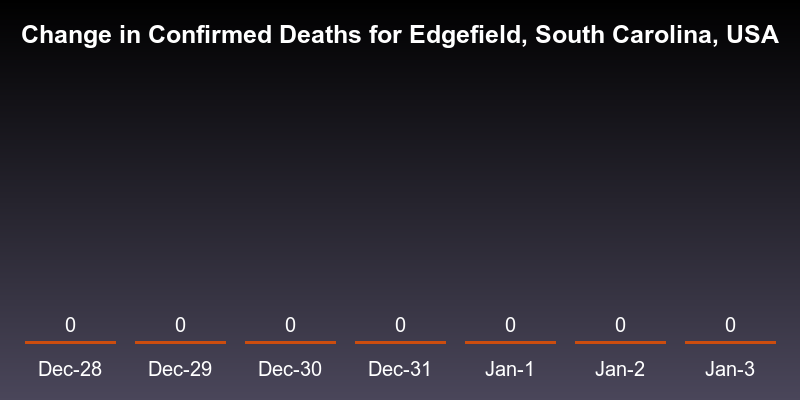 Change in Confirmed Deaths for Edgefield, South Carolina, USA
0 0 0 0 0 0 0
Dec-28 Dec-29 Dec-30 Dec-31 Jan-1 Jan-2 Jan-3